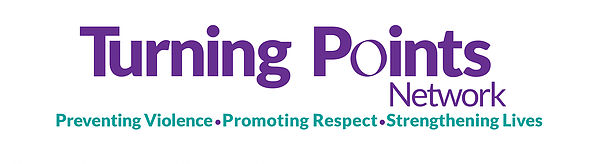 Turning Points
Network
Preventing Violence•Promoting Respect•Strengthening Lives